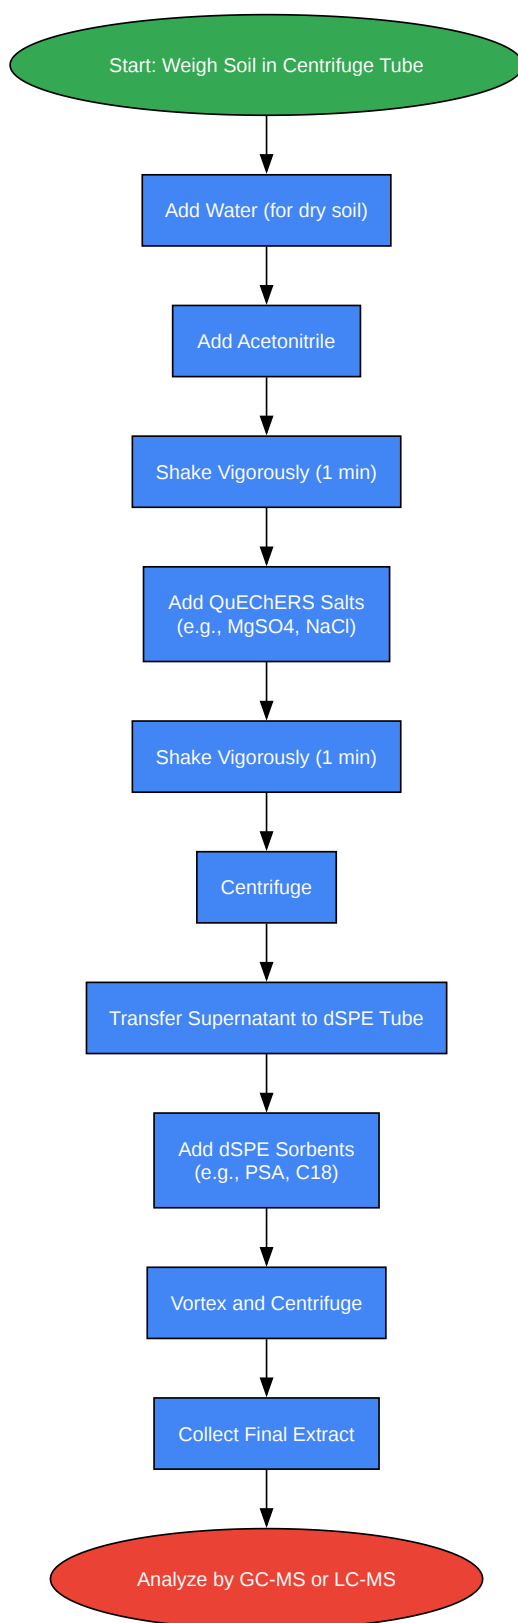 Start: Weigh Soil in Centrifuge Tube
Add Water (for dry soil)
Add Acetonitrile
Shake Vigorously (1 min)
Add QuEChERS Salts
(e.g., MgSO4, NaCl)
Shake Vigorously (1 min)
Centrifuge
Transfer Supernatant to dSPE Tube
Add dSPE Sorbents
(e.g., PSA, C18)
Vortex and Centrifuge
Collect Final Extract
Analyze by GC-MS or LC-MS